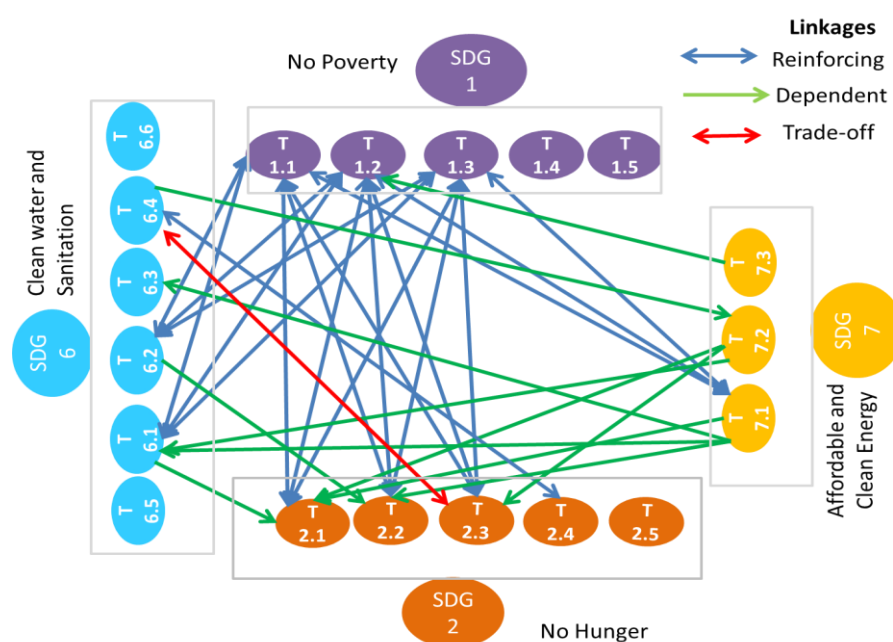 Linkages
Reinforcing
Dependent
Trade-off
No Poverty
SDG
1
T
1.1
T
1.2
T
1.3
T
1.4
T
1.5
Clean water and
Sanitation
SDG
6
T
6.6
T
6.4
T
6.3
T
6.2
T
6.1
T
6.5
T
7.3
T
7.2
T
7.1
SDG
7
Affordable and
Clean Energy
T
2.1
T
2.2
T
2.3
T
2.4
T
2.5
SDG
2
No Hunger